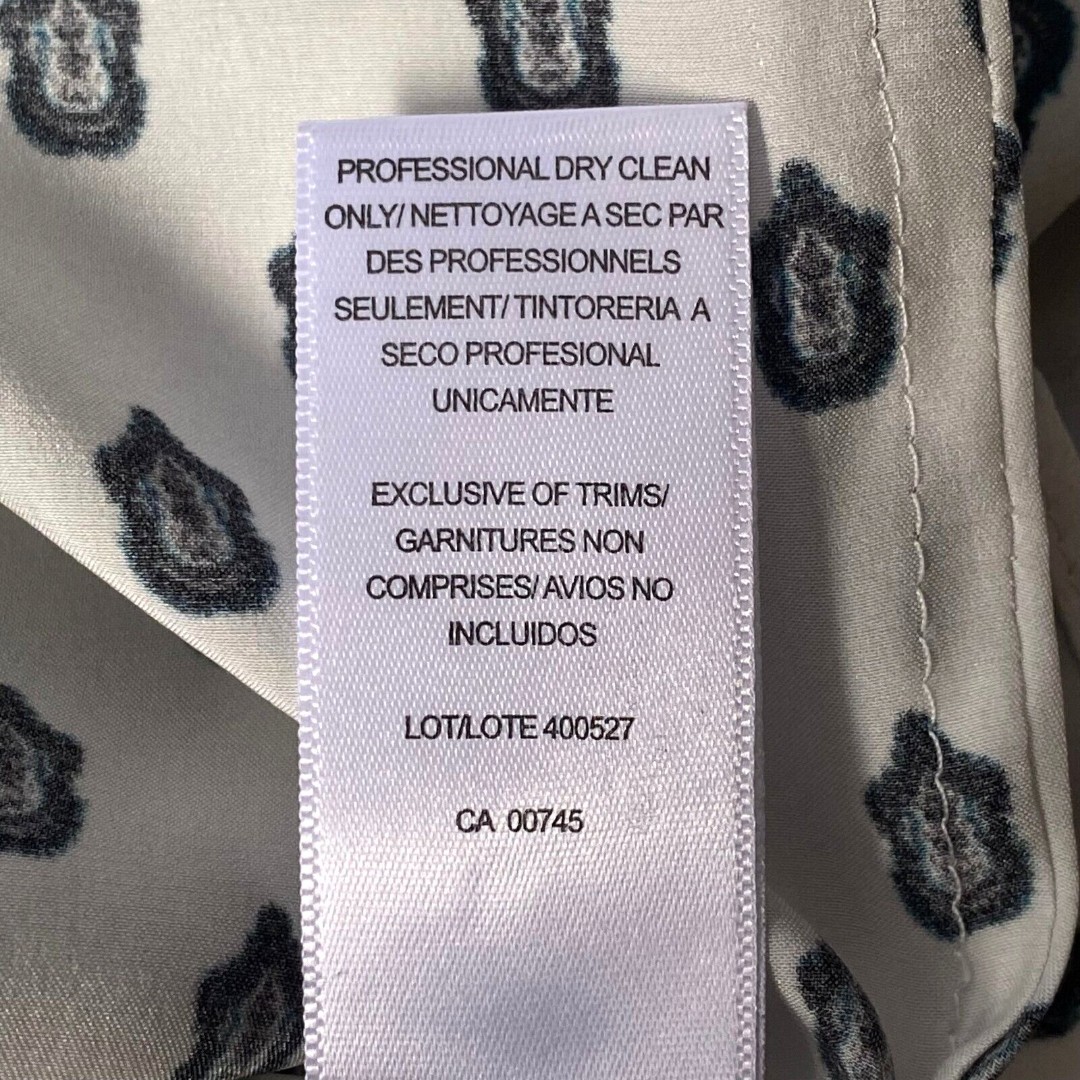 PROFESSIONAL DRY CLEAN
ONLY/ NETTOYAGE A SEC PAR
DES PROFESSIONNELS
SEULEMENT/ TINTORERIA A
SECO PROFESIONAL
UNICAMENTE
EXCLUSIVE OF TRIMS/
GARNITURES NON
COMPRISES/ AVIOS NO
INCLUIDOS
LOT/LOTE 400527
CA 00745